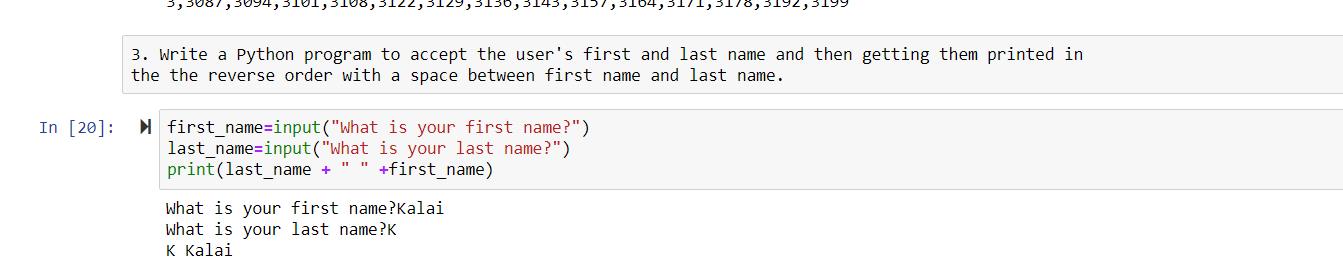 3,3087,3094,3101,3108,3122,3129,3136,3143,3157,3164,3171,3178,3192,3199
3. Write a Python program to accept the user's first and last name and then getting them printed in
the the reverse order with a space between first name and last name.
In [20]:
first_name=input("What is your first name?")
last_name=input("What is your last name?")
print(last_name + " " +first_name)
What is your first name?Kalai
What is your last name?K
K Kalai